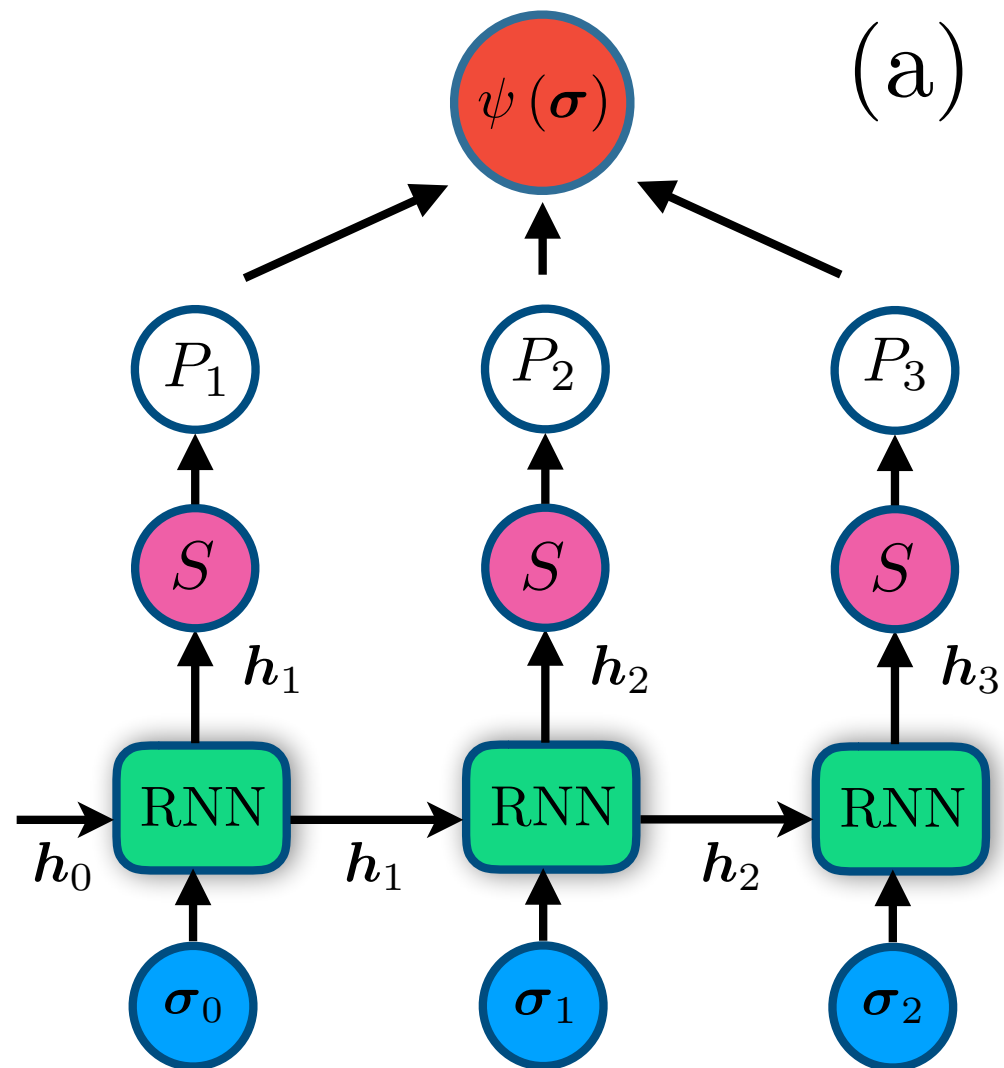 (a)
ψ(σ)
P₁ P₂ P₃
S S S
h₁ h₂ h₃
RNN RNN RNN
h₀ h₁ h₂
σ₀ σ₁ σ₂